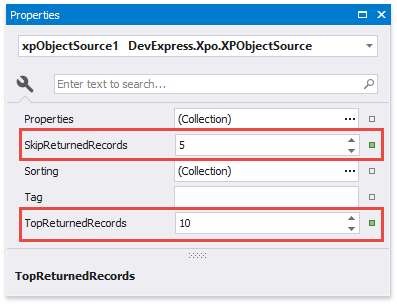 Properties
xpObjectSource1 DevExpress.Xpo.XPObjectSource
Enter text to search...
Properties (Collection) ...
SkipReturnedRecords 5
Sorting (Collection) ...
Tag
TopReturnedRecords 10
TopReturnedRecords